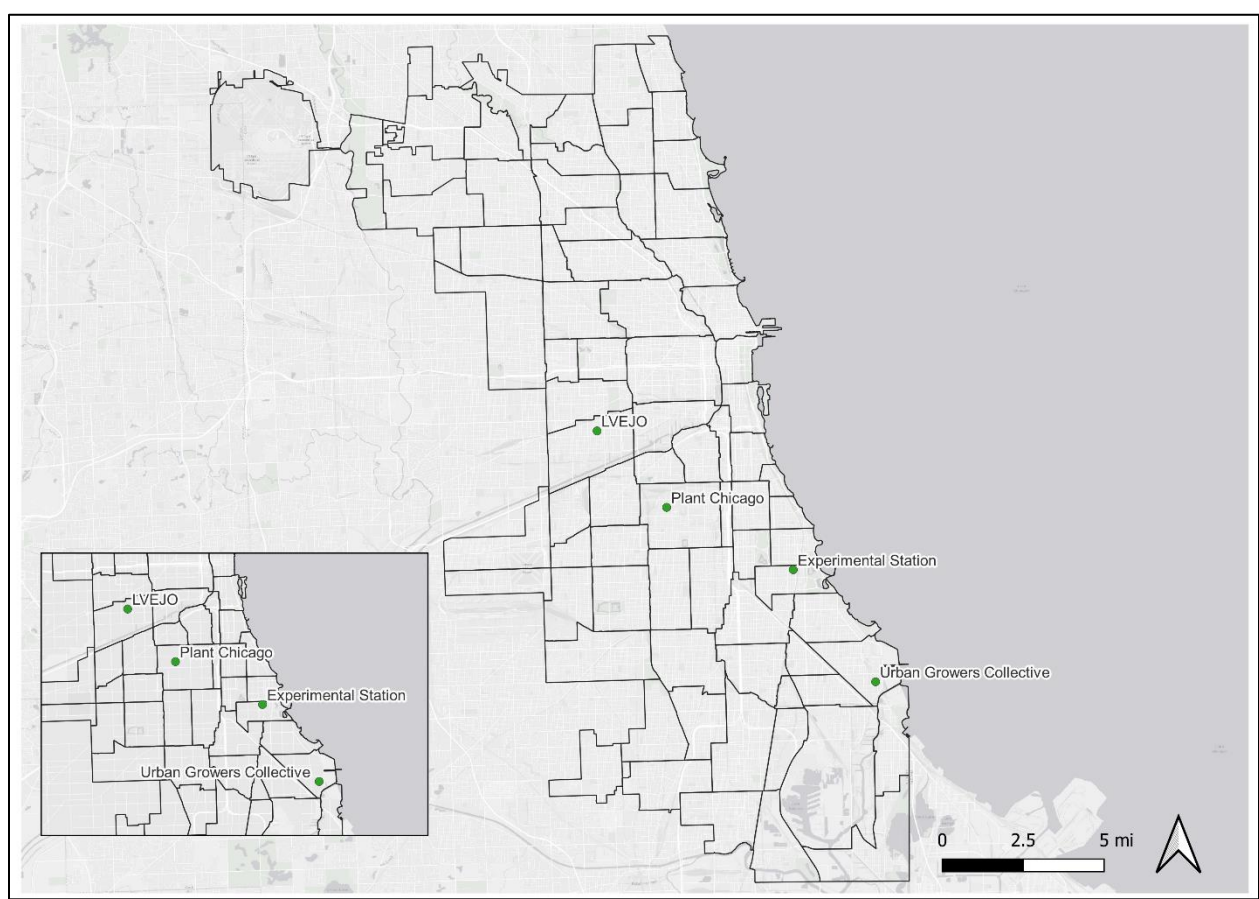 LVEJO
Plant Chicago
Experimental Station
Urban Growers Collective
LVEJO
Plant Chicago
Experimental Station
Urban Growers Collective
0 2.5 5 mi